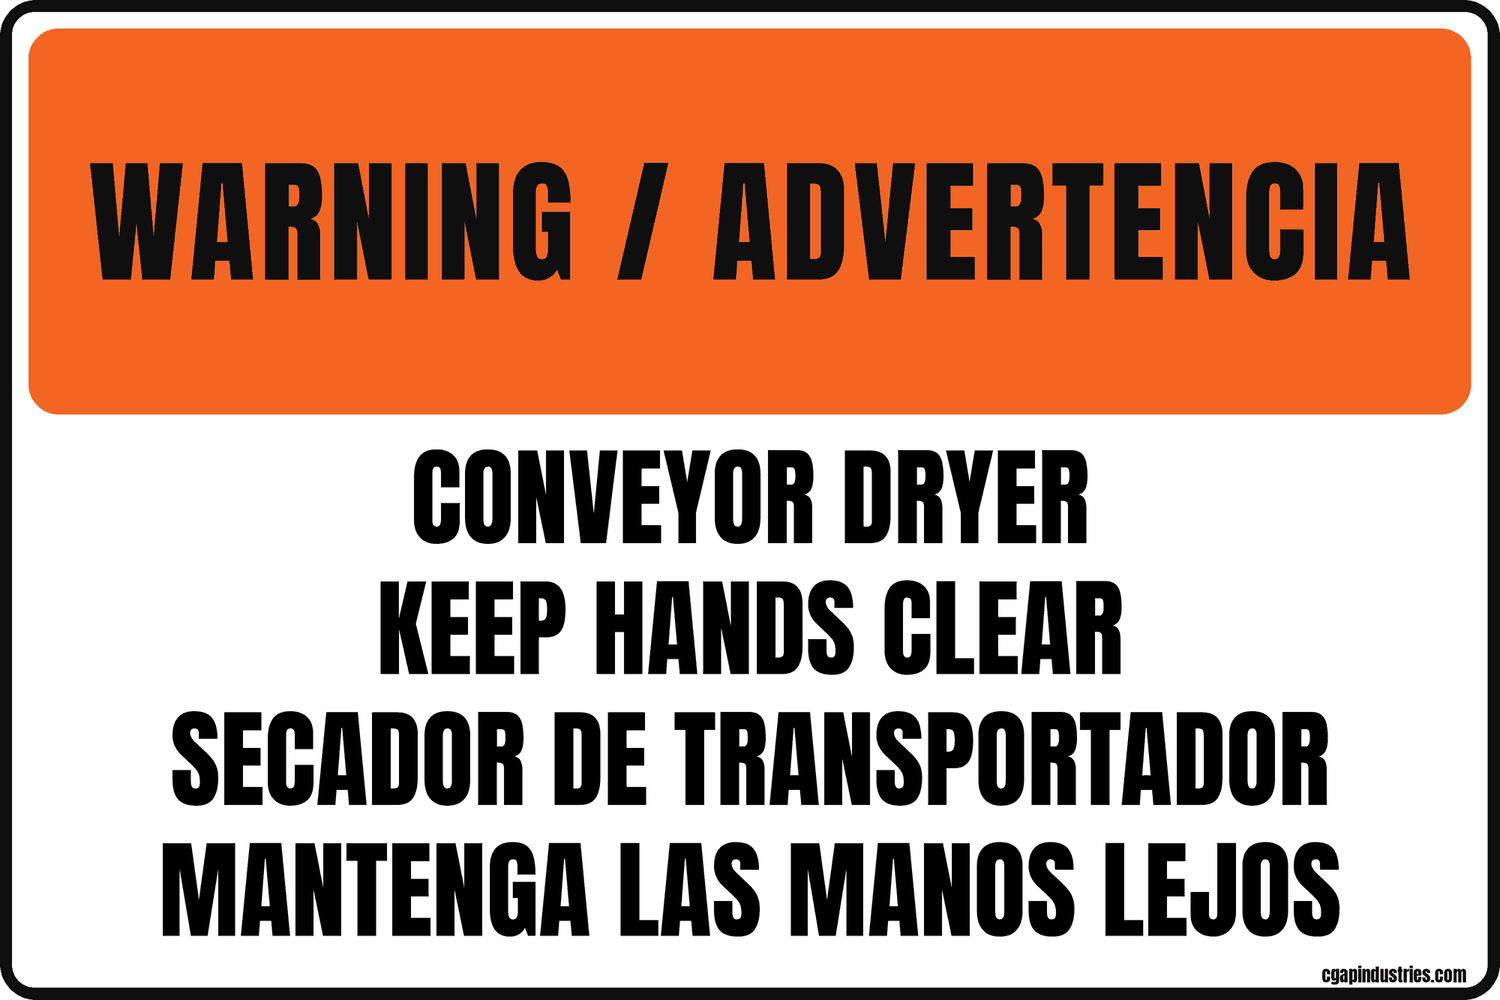 WARNING / ADVERTENCIA
CONVEYOR DRYER
KEEP HANDS CLEAR
SECADOR DE TRANSPORTADOR
MANTENGA LAS MANOS LEJOS
cgapindustries.com